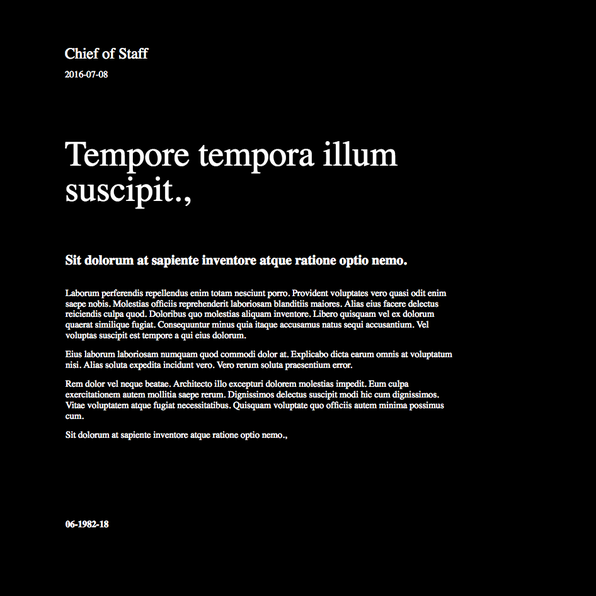 Chief of Staff
2016-07-08
Tempore tempora illum
suscipit.,
Sit dolorum at sapiente inventore atque ratione optio nemo.
Laborum perferendis repellendus enim totam nesciunt porro. Provident voluptates vero quasi odit enim
saepe nobis. Molestias officiis reprehenderit laboriosam blanditiis maiores. Alias eius facere delectus
reiciendis culpa quod. Doloribus quo molestias aliquam inventore. Libero quisquam vel ex dolorum
quaerat similique fugiat. Consequuntur minus quia itaque accusamus natus sequi accusantium. Vel
voluptas suscipit est tempore a qui eius dolorum.
Eius laborum laboriosam numquam quod commodi dolor at. Explicabo dicta earum omnis at voluptatum
nisi. Alias soluta expedita incidunt vero. Vero rerum soluta praesentium error.
Rem dolor vel neque beatae. Architecto illo excepturi dolorem molestias impedit. Eum culpa
exercitationem autem mollitia saepe rerum. Dignissimos delectus suscipit modi hic cum dignissimos.
Vitae voluptatem atque fugiat necessitatibus. Quisquam voluptate quo officiis autem minima possimus
cum.
Sit dolorum at sapiente inventore atque ratione optio nemo.,
06-1982-18